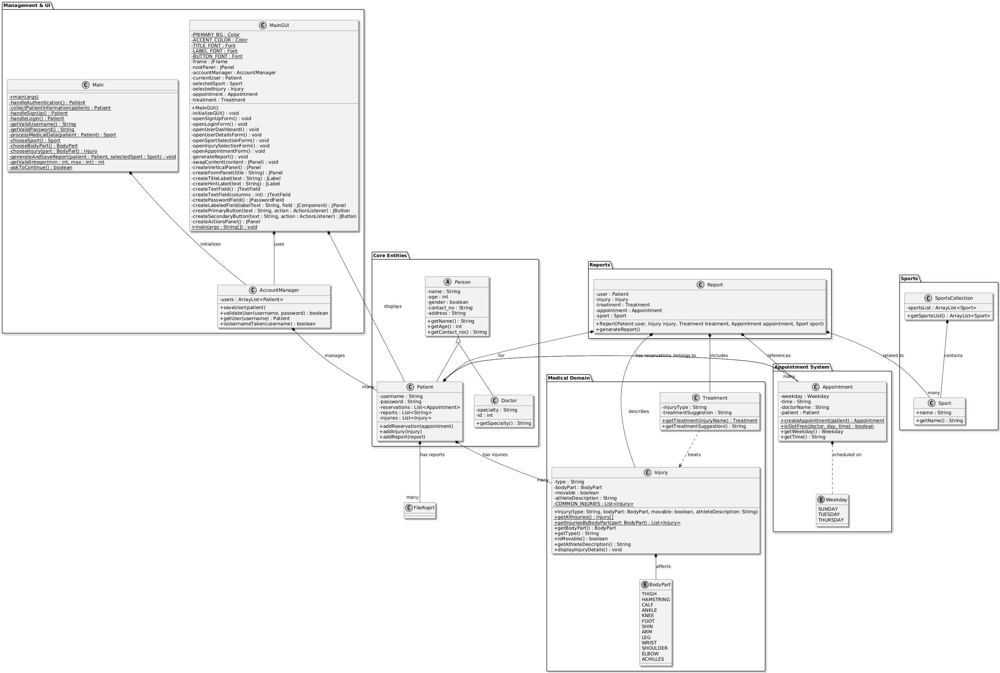 Management & UI
C MainGUI
-PRIMARY_BG : Color
-ACCENT_COLOR : Color
-TITLE_FONT : Font
-LABEL_FONT : Font
-BUTTON_FONT : Font
-frame : JFrame
-rootPanel : JPanel
-accountManager : AccountManager
-currentUser : Patient
-selectedSport : Sport
-selectedInjury : Injury
-appointment : Appointment
-treatment : Treatment
+MainGUI()
-initializeGUI() : void
-openSignUpForm() : void
-openLoginForm() : void
-openUserDashboard() : void
-openUserDetailsForm() : void
-openSportSelectionForm() : void
-openInjurySelectionForm() : void
-openAppointmentForm() : void
-generateReport() : void
-swapContent(content : JPanel) : void
-createVerticalPanel() : JPanel
-createFormPanel(title : String) : JPanel
-createTitleLabel(text : String) : JLabel
-createHintLabel(text : String) : JLabel
-createTextField() : JTextField
-createTextField(columns : int) : JTextField
-createPasswordField() : JPasswordField
-createLabeledField(labelText : String, field : JComponent) : JPanel
-createPrimaryButton(text : String, action : ActionListener) : JButton
-createSecondaryButton(text : String, action : ActionListener) : JButton
-createActionsPanel() : JPanel
+main(args : String[]) : void
C Main
+main(args)
-handleAuthentication() : Patient
-collectPatientInformation(patient) : Patient
-handleSignUp() : Patient
-handleLogin() : Patient
-getValidUsername() : String
-getValidPassword() : String
-processMedicalData(patient : Patient) : Sport
-chooseSport() : Sport
-chooseBodyPart() : BodyPart
-chooseInjury(part : BodyPart) : Injury
-generateAndSaveReport(patient : Patient, selectedSport : Sport) : void
-getValidInteger(min : int, max : int) : int
-askToContinue() : boolean
initializes
uses
C AccountManager
-users : ArrayList<Patient>
+saveUser(patient)
+validateUser(username, password) : boolean
+getUser(username) : Patient
+isUsernameTaken(username) : boolean
displays
manages
many
Core Entities
A Person
-name : String
-age : int
-gender : boolean
-contact_no : String
-address : String
+getName() : String
+getAge() : int
+getContact_no() : String
C Patient
-username : String
-password : String
-reservations : List<Appointment>
-reports : List<String>
-injuries : List<Injury>
+addReservation(appointment)
+addInjury(injury)
+addReport(report)
C Doctor
-specialty : String
-id : int
+getSpecialty() : String
has reports
many
has injuries
many
C FileRoprt
Reports
C Report
-user : Patient
-injury : Injury
-treatment : Treatment
-appointment : Appointment
-sport : Sport
+Report(Patient user, Injury injury, Treatment treatment, Appointment appointment, Sport sport)
+generateReport()
for
has reservations
belongs to
includes
references
related to
many
describes
Medical Domain
C Treatment
-injuryType : String
-treatmentSuggestion : String
+getTreatment(injuryName) : Treatment
+getTreatmentSuggestion() : String
treats
C Injury
-type : String
-bodyPart : BodyPart
-movable : boolean
-athleteDescription : String
-COMMON_INJURIES : List<Injury>
+Injury(type: String, bodyPart: BodyPart, movable: boolean, athleteDescription: String)
+getAllInjuries() : Injury[]
+getInjuriesByBodyPart(part: BodyPart) : List<Injury>
+getBodyPart() : BodyPart
+getType() : String
+isMovable() : boolean
+getAthleteDescription() : String
+displayInjuryDetails() : void
affects
E BodyPart
THIGH
HAMSTRING
CALF
ANKLE
KNEE
FOOT
SHIN
ARM
LEG
WRIST
SHOULDER
ELBOW
ACHILLES
Appointment System
C Appointment
-weekday : Weekday
-time : String
-doctorName : String
-patient : Patient
+createAppointment(patient) : Appointment
+isSlotFree(doctor, day, time) : boolean
+getWeekday() : Weekday
+getTime() : String
scheduled on
E Weekday
SUNDAY
TUESDAY
THURSDAY
Sports
C SportsCollection
-sportsList : ArrayList<Sport>
+getSportsList() : ArrayList<Sport>
contains
many
C Sport
+name : String
+getName() : String